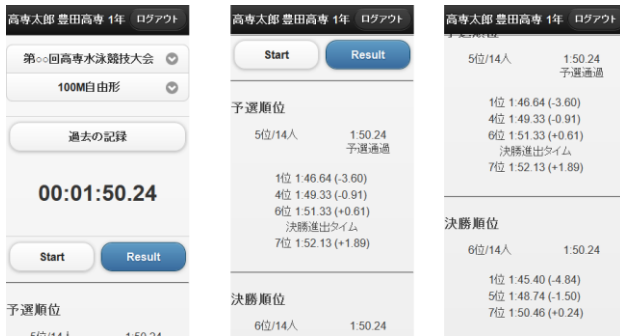 高専太郎 豊田高専 1年 ログアウト
第○○回高専水泳競技大会
100M自由形
過去の記録
00:01:50.24
Start Result
予選順位
5位/14人 1:50.24
高専太郎 豊田高専 1年 ログアウト
Start Result
予選順位
5位/14人 1:50.24
予選通過
1位 1:46.64 (-3.60)
4位 1:49.33 (-0.91)
6位 1:51.33 (+0.61)
決勝進出タイム
7位 1:52.13 (+1.89)
決勝順位
6位/14人 1:50.24
高専太郎 豊田高専 1年 ログアウト
5位/14人 1:50.24
予選通過
1位 1:46.64 (-3.60)
4位 1:49.33 (-0.91)
6位 1:51.33 (+0.61)
決勝進出タイム
7位 1:52.13 (+1.89)
決勝順位
6位/14人 1:50.24
1位 1:45.40 (-4.84)
5位 1:48.74 (-1.50)
7位 1:50.46 (+0.24)